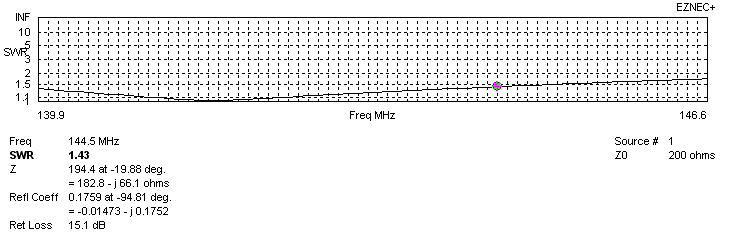 EZNEC+
INF
10
5
SWR
3
2
1.5
1.1
139.9 Freq MHz 146.6
Freq 144.5 MHz Source # 1
SWR 1.43 Z0 200 ohms
Z 194.4 at -19.88 deg.
= 182.8 - j 66.1 ohms
Refl Coeff 0.1759 at -94.81 deg.
= -0.01473 - j 0.1752
Ret Loss 15.1 dB